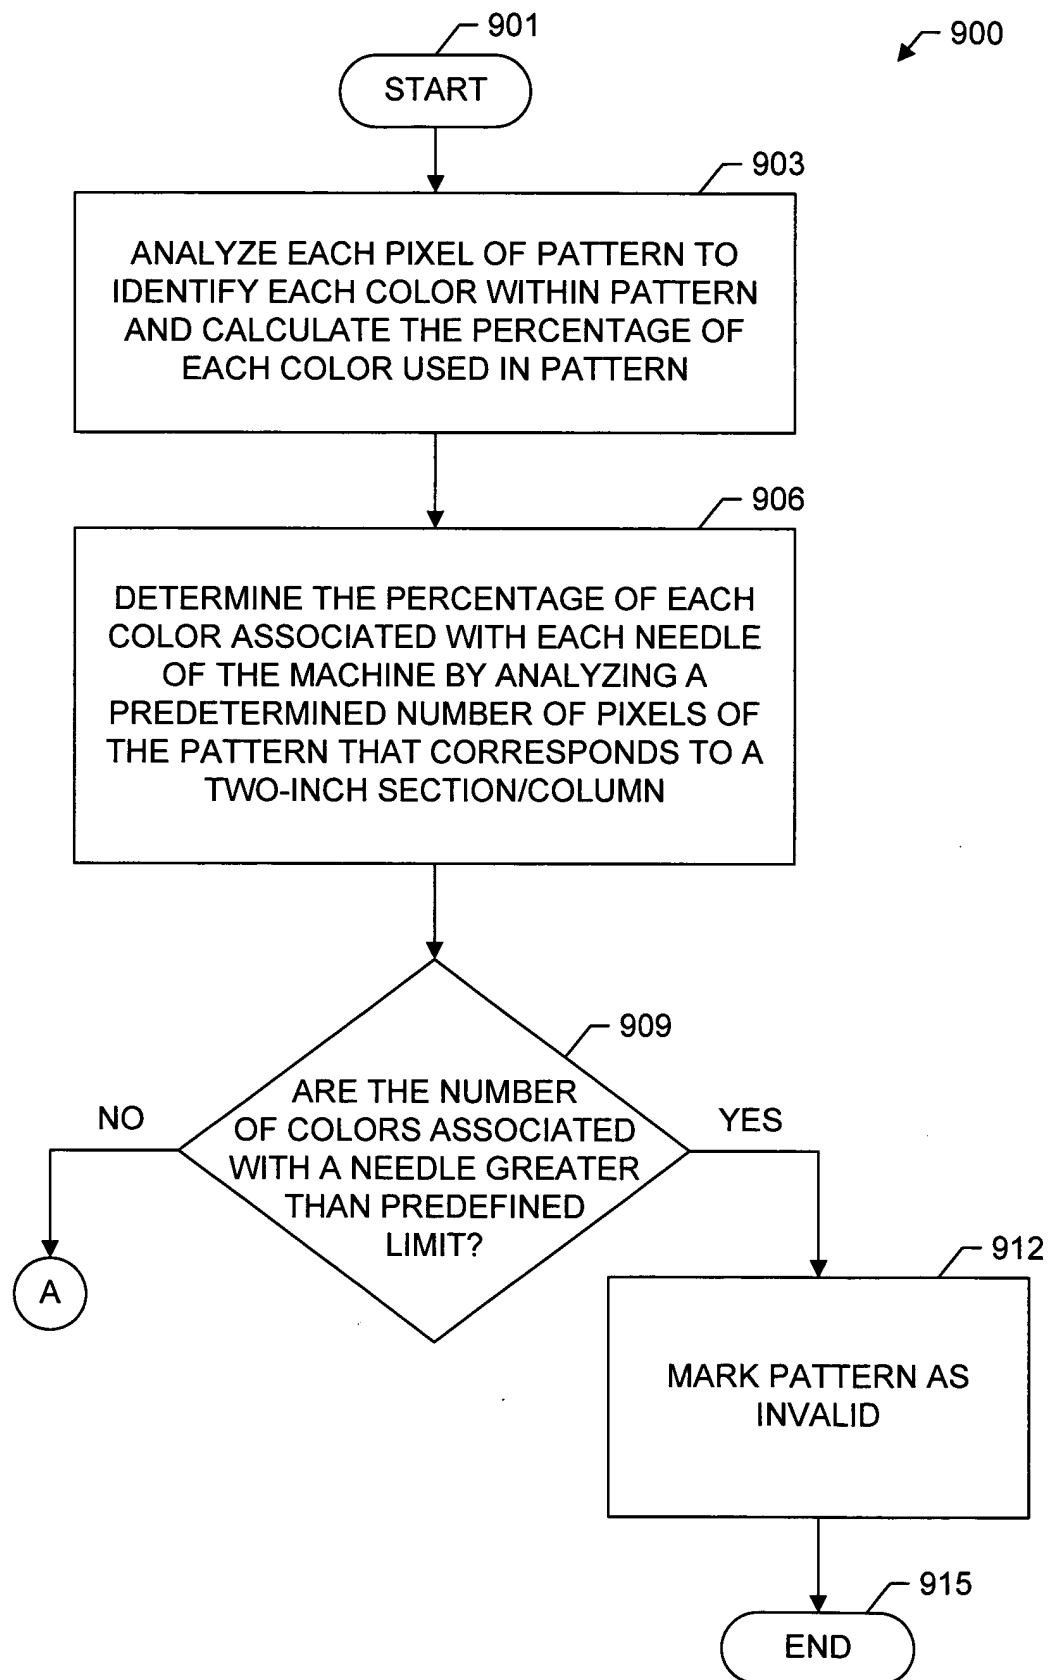 901
900
START
903
ANALYZE EACH PIXEL OF PATTERN TO
IDENTIFY EACH COLOR WITHIN PATTERN
AND CALCULATE THE PERCENTAGE OF
EACH COLOR USED IN PATTERN
906
DETERMINE THE PERCENTAGE OF EACH
COLOR ASSOCIATED WITH EACH NEEDLE
OF THE MACHINE BY ANALYZING A
PREDETERMINED NUMBER OF PIXELS OF
THE PATTERN THAT CORRESPONDS TO A
TWO-INCH SECTION/COLUMN
909
ARE THE NUMBER
OF COLORS ASSOCIATED
WITH A NEEDLE GREATER
THAN PREDEFINED
LIMIT?
NO
YES
A
912
MARK PATTERN AS
INVALID
915
END